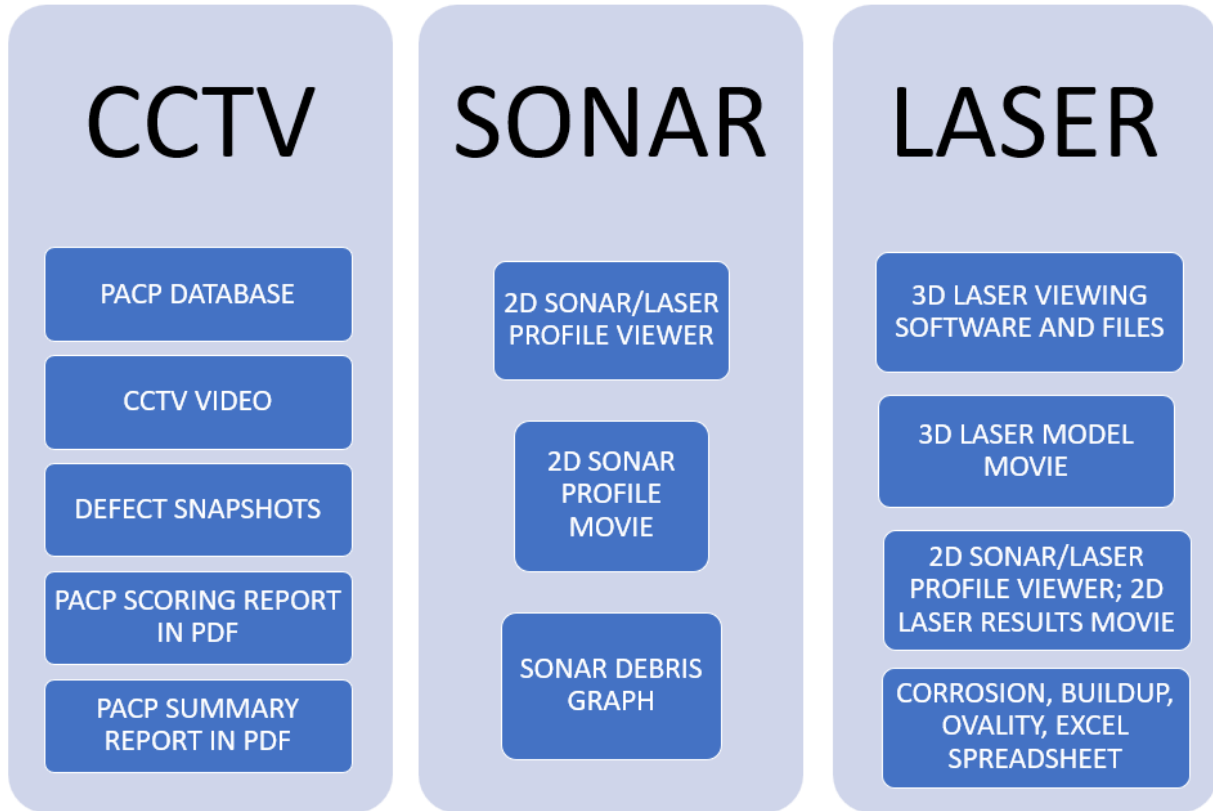 CCTV
PACP DATABASE
CCTV VIDEO
DEFECT SNAPSHOTS
PACP SCORING REPORT
IN PDF
PACP SUMMARY
REPORT IN PDF
SONAR
2D SONAR/LASER
PROFILE VIEWER
2D SONAR
PROFILE
MOVIE
SONAR DEBRIS
GRAPH
LASER
3D LASER VIEWING
SOFTWARE AND FILES
3D LASER MODEL
MOVIE
2D SONAR/LASER
PROFILE VIEWER; 2D
LASER RESULTS MOVIE
CORROSION, BUILDUP,
OVALITY, EXCEL
SPREADSHEET